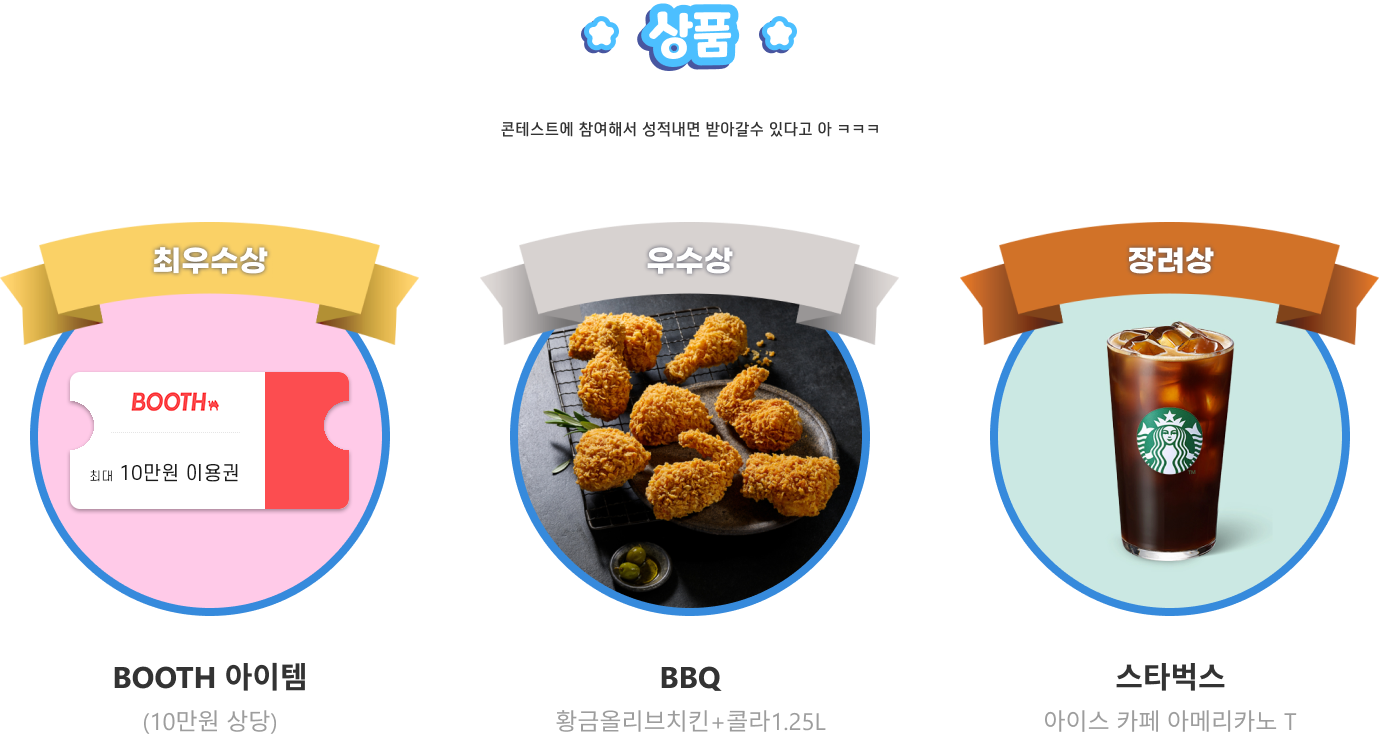 상품
콘테스트에 참여해서 성적내면 받아갈수 있다고 아 ㅋㅋㅋ
최우수상
우수상
장려상
BOOTH
최대 10만원 이용권
BOOTH 아이템
(10만원 상당)
BBQ
황금올리브치킨+콜라1.25L
스타벅스
아이스 카페 아메리카노 T